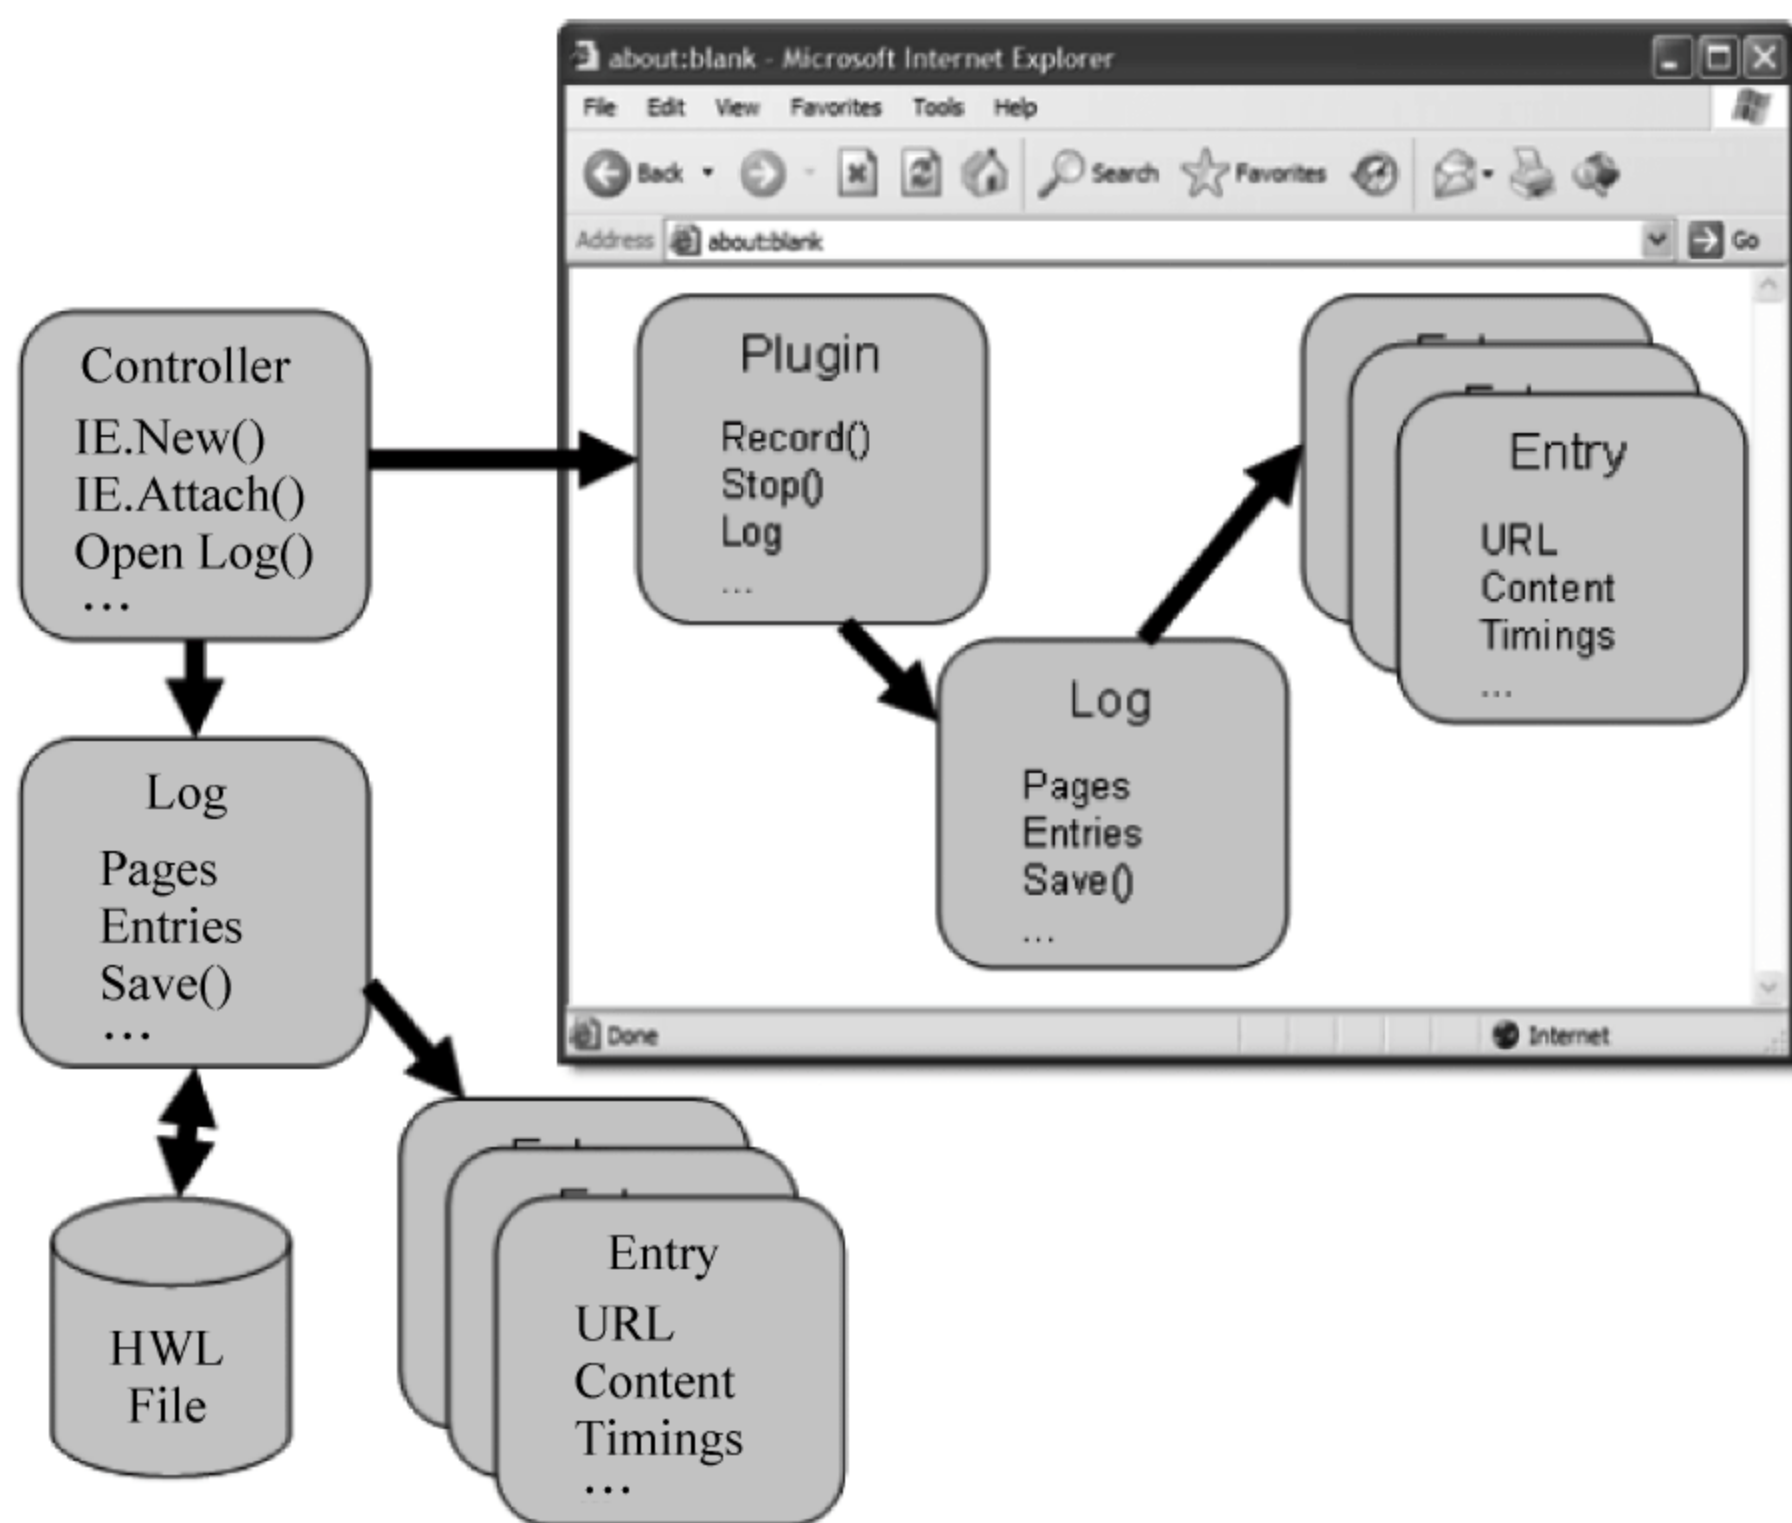 about:blank - Microsoft Internet Explorer
File Edit View Favorites Tools Help
Back Search Favorites
Address about:blank Go
Controller
IE.New()
IE.Attach()
Open Log()
...
Plugin
Record()
Stop()
Log
...
Log
Pages
Entries
Save()
...
Entry
URL
Content
Timings
...
Done Internet
Log
Pages
Entries
Save()
...
HWL
File
Entry
URL
Content
Timings
...